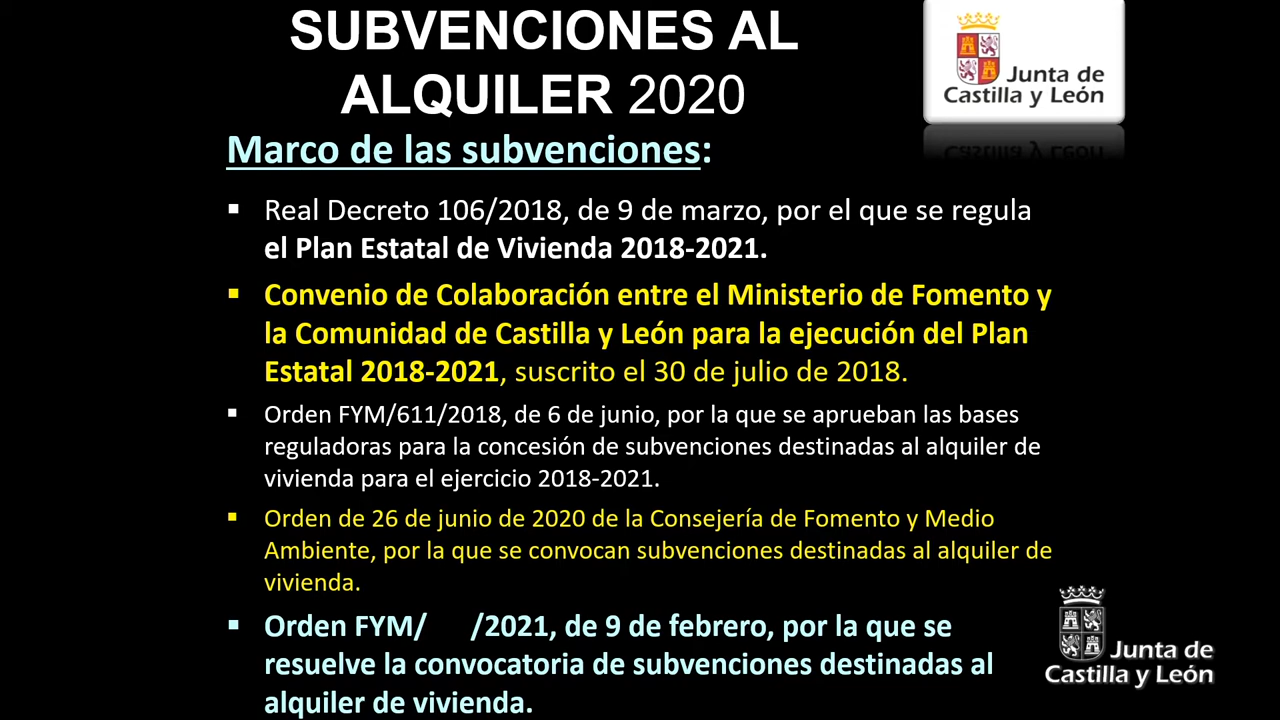 SUBVENCIONES AL
ALQUILER 2020
Junta de
Castilla y León
Marco de las subvenciones:
▪ Real Decreto 106/2018, de 9 de marzo, por el que se regula
el Plan Estatal de Vivienda 2018-2021.
▪ Convenio de Colaboración entre el Ministerio de Fomento y
la Comunidad de Castilla y León para la ejecución del Plan
Estatal 2018-2021, suscrito el 30 de julio de 2018.
▪ Orden FYM/611/2018, de 6 de junio, por la que se aprueban las bases
reguladoras para la concesión de subvenciones destinadas al alquiler de
vivienda para el ejercicio 2018-2021.
▪ Orden de 26 de junio de 2020 de la Consejería de Fomento y Medio
Ambiente, por la que se convocan subvenciones destinadas al alquiler de
vivienda.
▪ Orden FYM/ /2021, de 9 de febrero, por la que se
resuelve la convocatoria de subvenciones destinadas al
alquiler de vivienda.
Junta de
Castilla y León